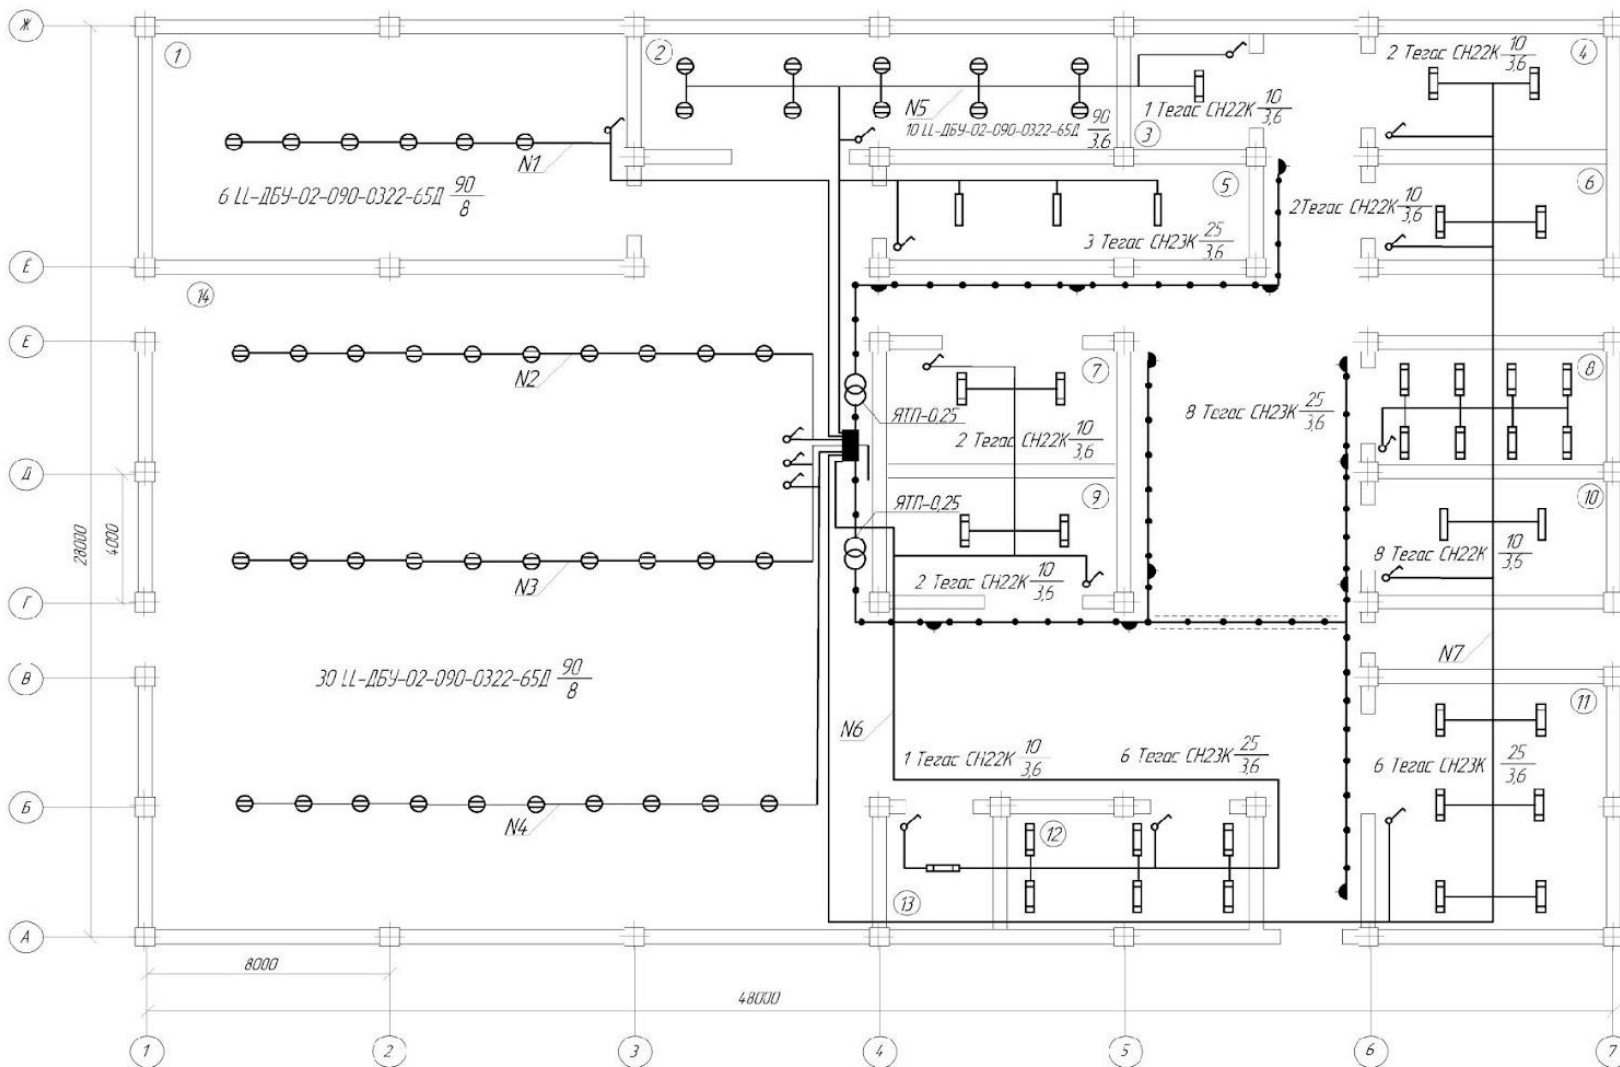 Ж
1
2
2 Тегас СН22К 10/3,6
4
N5
1 Тегас СН22К 10/3,6
10 LL-ДБУ-02-090-0322-65Д 90/3.6
3
N1
5
6
6 LL-ДБУ-02-090-0322-65Д 90/8
2Тегас СН22К 10/3,6
3 Тегас СН23К 25/3,6
Ё
14
Е
N2
7
8
ЯТП-0,25
8 Тегас СН23К 25/3,6
2 Тегас СН22К 10/3,6
Д
9
10
ЯТП-0,25
28000
4000
8 Тегас СН22К 10/3,6
N3
2 Тегас СН22К 10/3,6
Г
N7
В
30 LL-ДБУ-02-090-0322-65Д 90/8
11
N6
1 Тегас СН22К 10/3,6
6 Тегас СН23К 25/3,6
6 Тегас СН23К 25/3,6
Б
N4
12
13
А
8000
48000
1
2
3
4
5
6
7